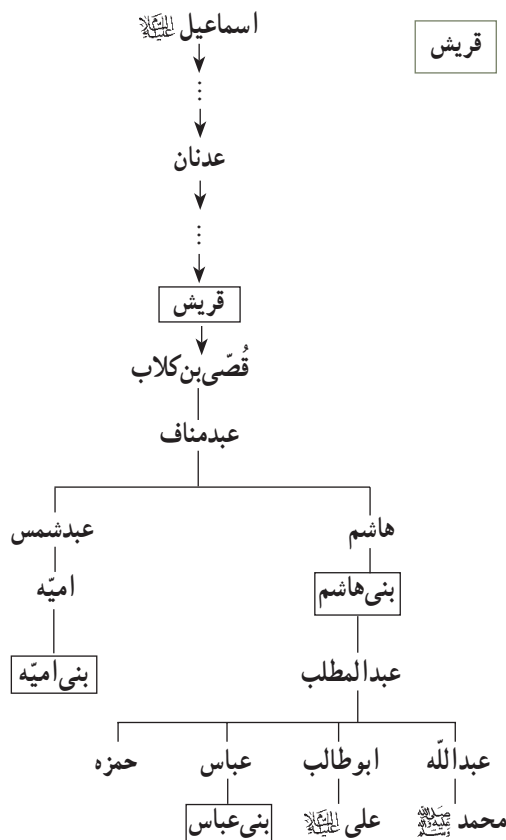 قریش
اسماعیل علیه‌السلام
...
عدنان
...
قریش
قُصّی‌بن‌کلاب
عبدمناف
هاشم عبدشمس
بنی‌هاشم امیّه
بنی‌امیّه
عبدالمطلب
عبداللّه ابوطالب عباس حمزه
محمد صلی‌الله‌علیه‌وآله‌وسلم علی علیه‌السلام بنی‌عباس